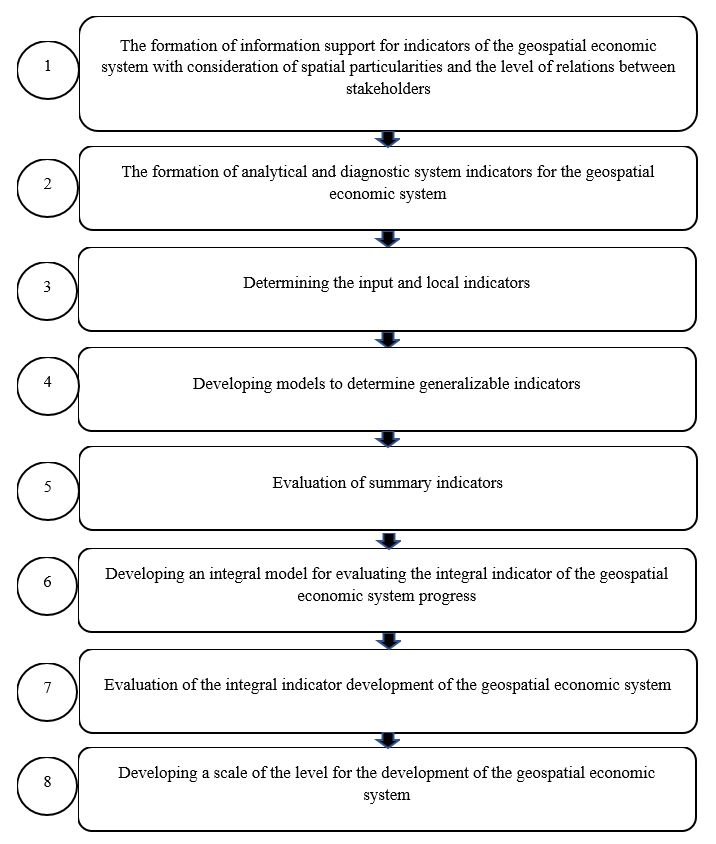 1
The formation of information support for indicators of the geospatial economic
system with consideration of spatial particularities and the level of relations between
stakeholders
2
The formation of analytical and diagnostic system indicators for the geospatial
economic system
3
Determining the input and local indicators
4
Developing models to determine generalizable indicators
5
Evaluation of summary indicators
6
Developing an integral model for evaluating the integral indicator of the geospatial
economic system progress
7
Evaluation of the integral indicator development of the geospatial economic system
8
Developing a scale of the level for the development of the geospatial economic
system